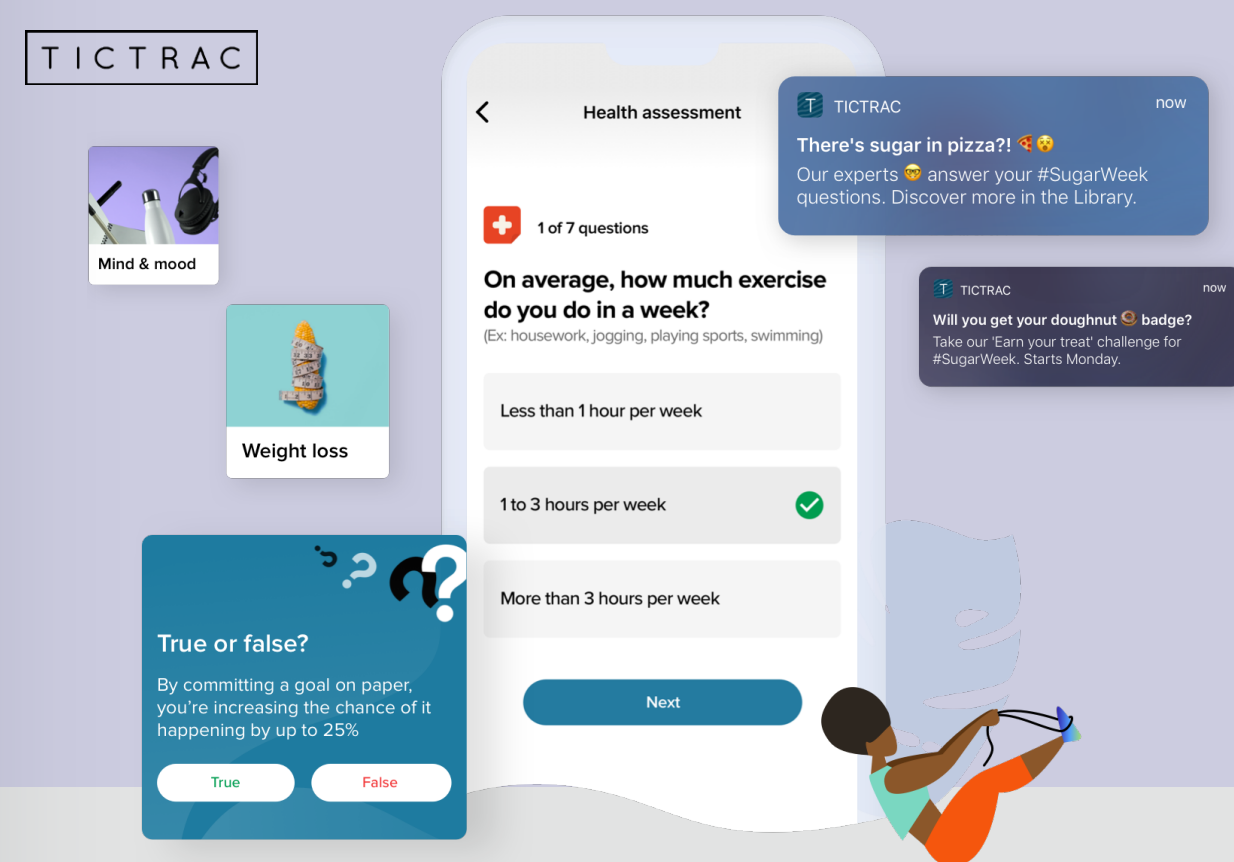 TICTRAC
Mind & mood
Weight loss
True or false?
By committing a goal on paper,
you're increasing the chance of it
happening by up to 25%
True
False
Health assessment
1 of 7 questions
On average, how much exercise
do you do in a week?
(Ex: housework, jogging, playing sports, swimming)
Less than 1 hour per week
1 to 3 hours per week
More than 3 hours per week
Next
T TICTRAC now
There's sugar in pizza?! 🍕😵
Our experts 🤓 answer your #SugarWeek
questions. Discover more in the Library.
T TICTRAC now
Will you get your doughnut 🍩 badge?
Take our 'Earn your treat' challenge for
#SugarWeek. Starts Monday.